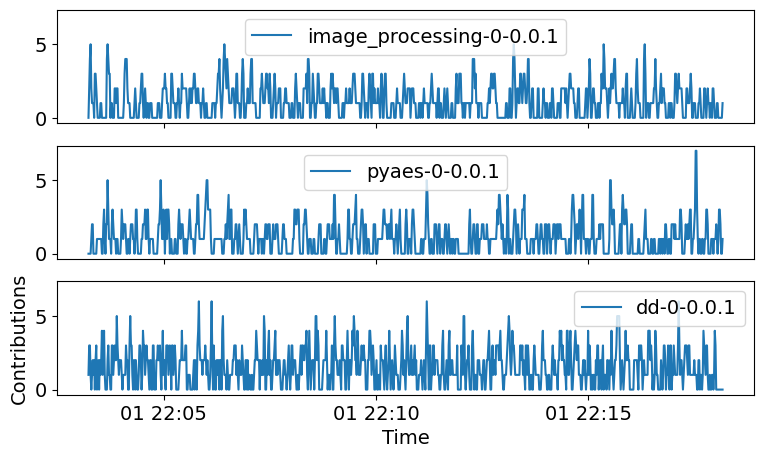 5
0
image_processing-0-0.0.1
5
0
pyaes-0-0.0.1
Contributions
5
0
dd-0-0.0.1
01 22:05
01 22:10
01 22:15
Time